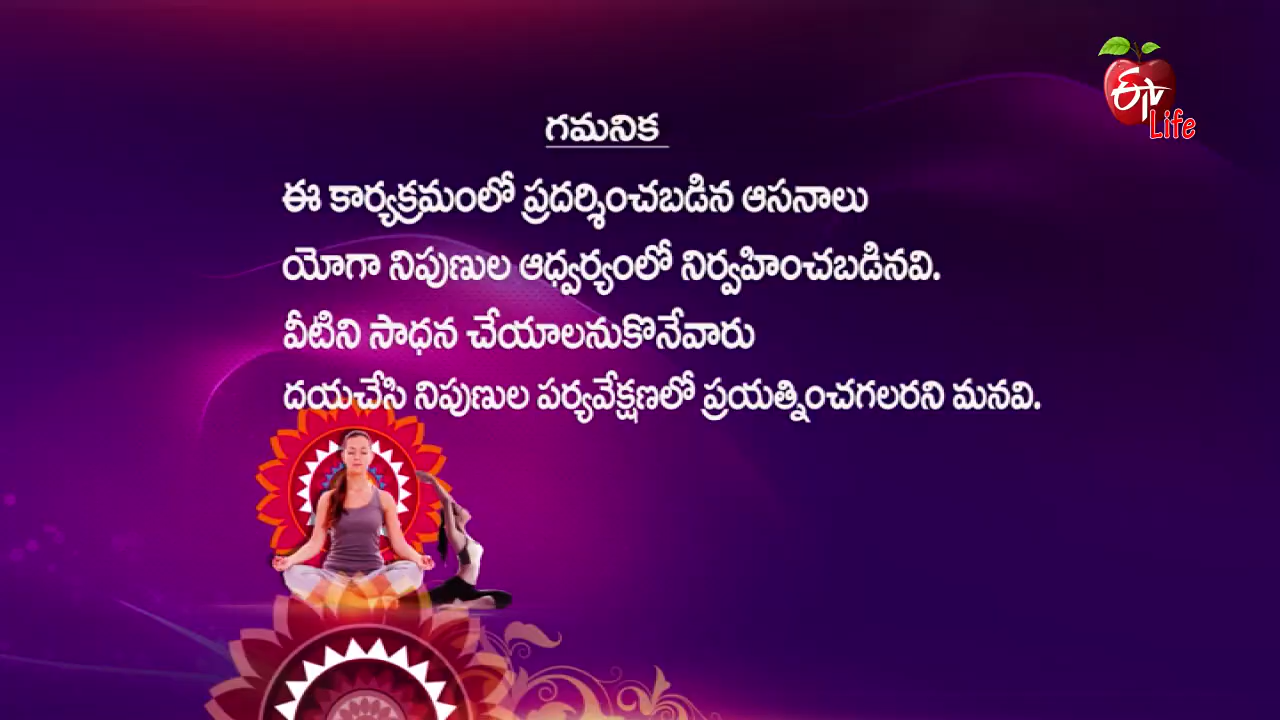 ఈటీవీ
Life
గమనిక
ఈ కార్యక్రమంలో ప్రదర్శించబడిన ఆసనాలు
యోగా నిపుణుల ఆధ్వర్యంలో నిర్వహించబడినవి.
వీటిని సాధన చేయాలనుకొనేవారు
దయచేసి నిపుణుల పర్యవేక్షణలో ప్రయత్నించగలరని మనవి.